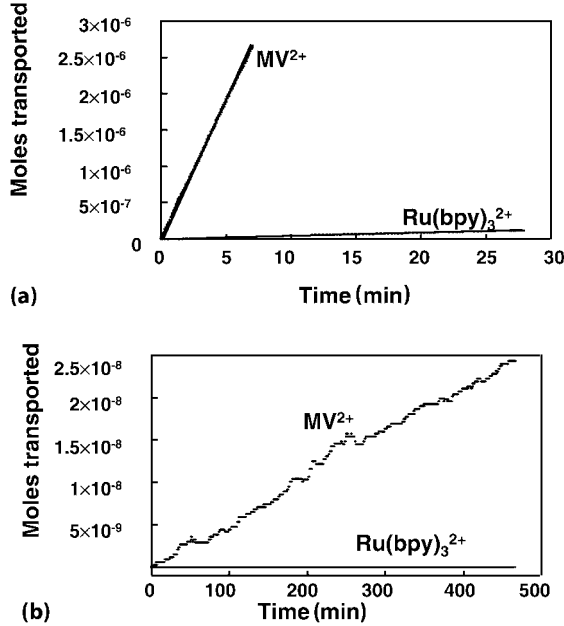 Moles transported
3×10⁻⁶
2.5×10⁻⁶
2×10⁻⁶
1.5×10⁻⁶
1×10⁻⁶
5×10⁻⁷
0
MV²⁺
Ru(bpy)₃²⁺
0 5 10 15 20 25 30
Time (min)
(a)
Moles transported
2.5×10⁻⁸
2×10⁻⁸
1.5×10⁻⁸
1×10⁻⁸
5×10⁻⁹
MV²⁺
Ru(bpy)₃²⁺
0 100 200 300 400 500
Time (min)
(b)